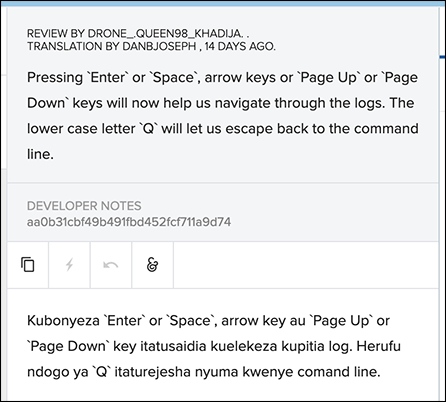 REVIEW BY DRONE_.QUEEN98_KHADIJA. .
TRANSLATION BY DANBJOSEPH , 14 DAYS AGO.
Pressing `Enter` or `Space`, arrow keys or `Page Up` or `Page
Down` keys will now help us navigate through the logs. The
lower case letter `Q` will let us escape back to the command
line.
DEVELOPER NOTES
aa0b31cbf49b491fbd452fcf711a9d74
Kubonyeza `Enter` or `Space`, arrow key au `Page Up` or
`Page Down` key itatusaidia kuelekeza kupitia log. Herufu
ndogo ya `Q` itaturejesha nyuma kwenye comand line.